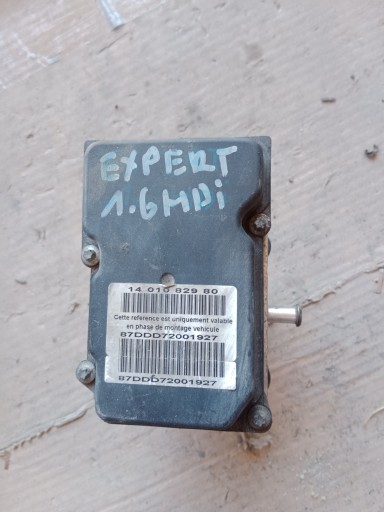 EXPERT
1.6HDi
14 010 829 80
Cette reference est uniquement valable
en phase de montage vehicule
87DDD72001927
87DDD72001927